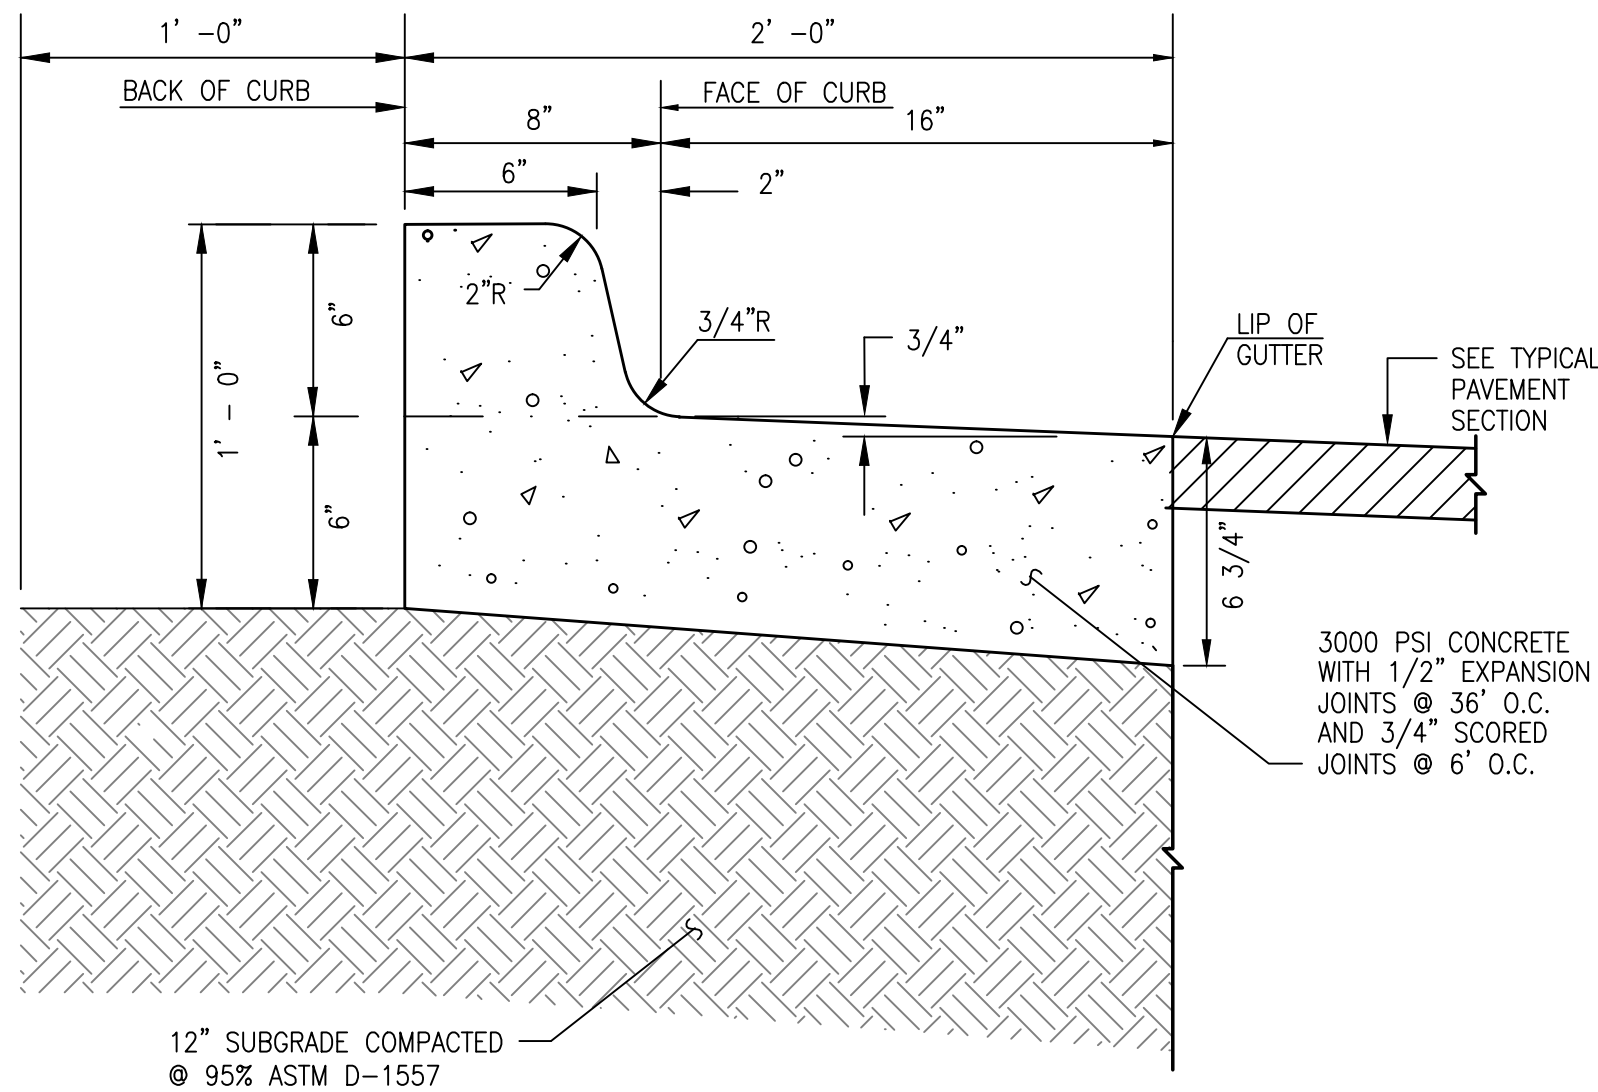 1' -0"
2' -0"
BACK OF CURB
FACE OF CURB
8"
16"
6"
2"
2"R
6"
3/4"R
3/4"
LIP OF
GUTTER
SEE TYPICAL
PAVEMENT
SECTION
1' - 0"
6"
6 3/4"
3000 PSI CONCRETE
WITH 1/2" EXPANSION
JOINTS @ 36' O.C.
AND 3/4" SCORED
JOINTS @ 6' O.C.
12" SUBGRADE COMPACTED
@ 95% ASTM D-1557